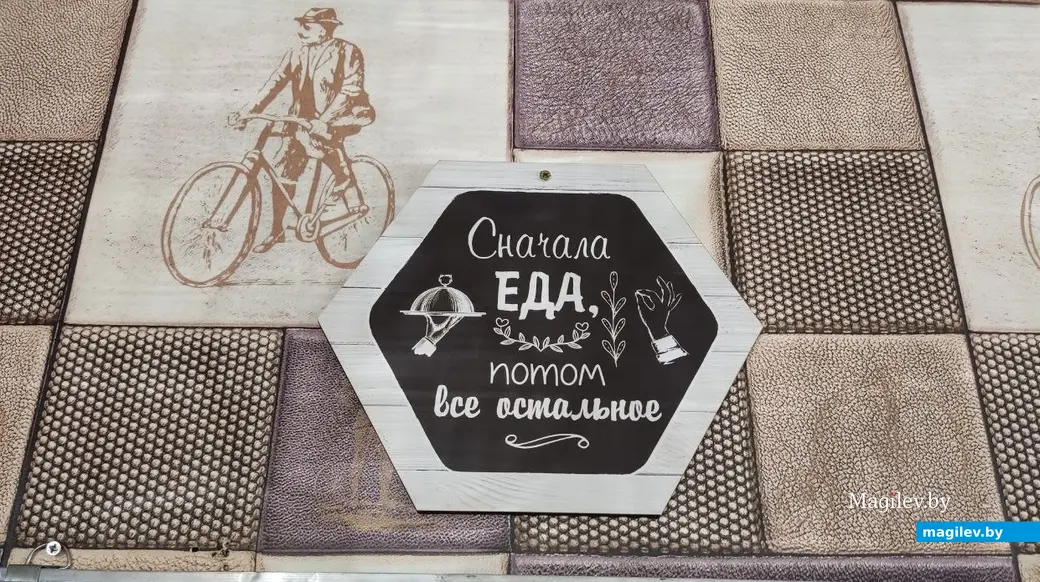 Сначала
ЕДА,
потом
все остальное
Magilev.by
magilev.by